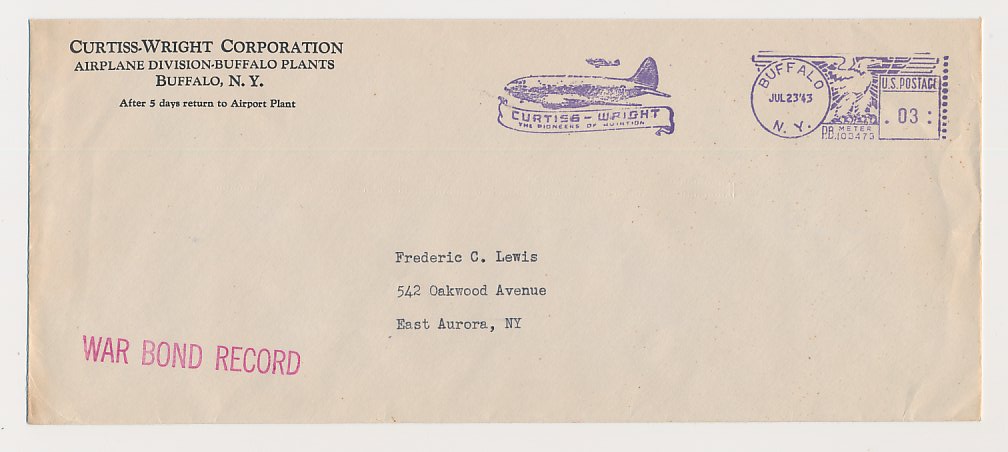 CURTISS-WRIGHT CORPORATION
AIRPLANE DIVISION-BUFFALO PLANTS
BUFFALO, N. Y.
After 5 days return to Airport Plant
CURTISS-WRIGHT
THE PIONEERS OF AVIATION
BUFFALO
JUL 23 '43
N. Y.
U.S. POSTAGE
.03:
P.B. METER
103473
Frederic C. Lewis
542 Oakwood Avenue
East Aurora, NY
WAR BOND RECORD